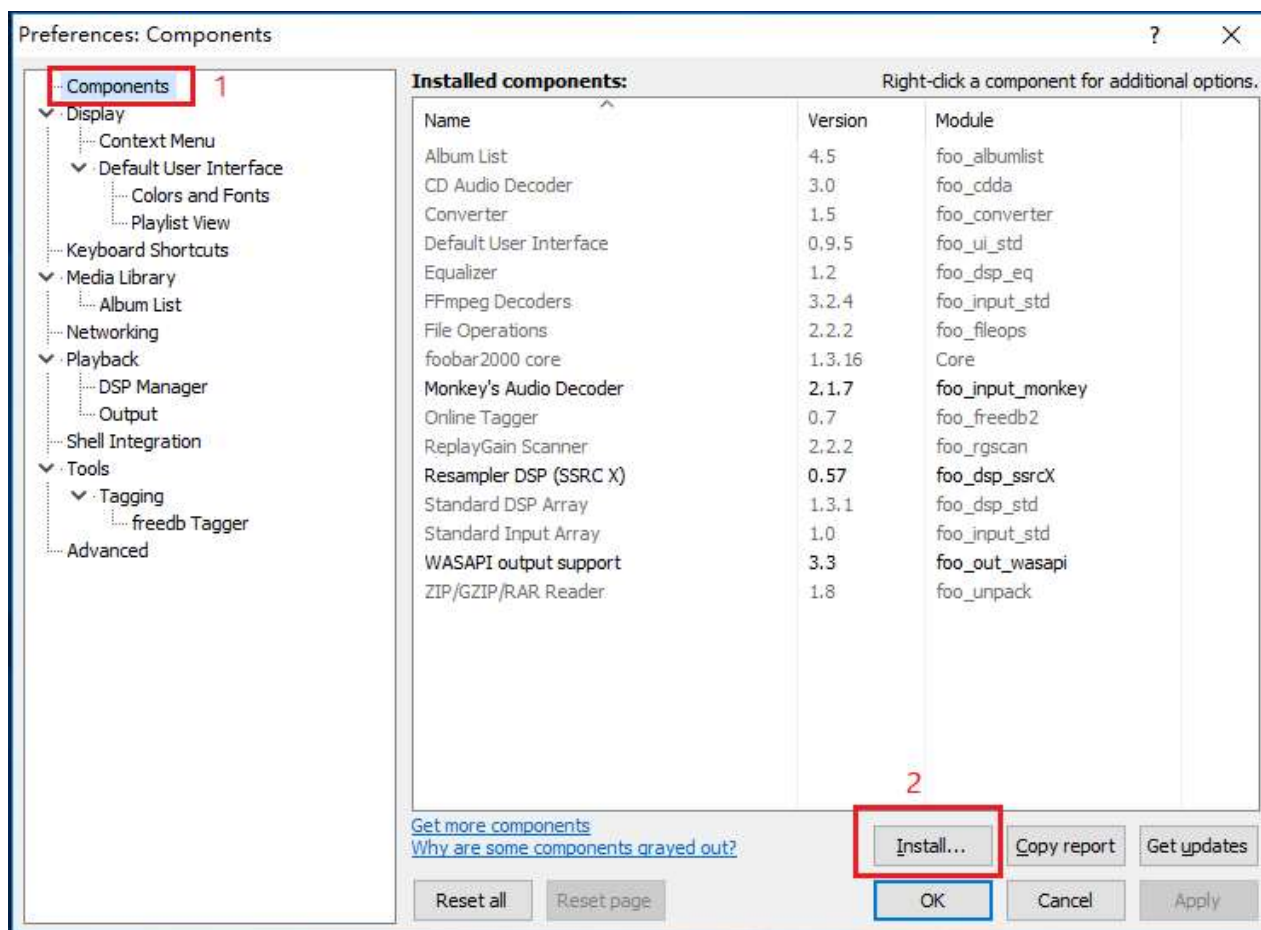 Preferences: Components ?
Components 1
Display
Context Menu
Default User Interface
Colors and Fonts
Playlist View
Keyboard Shortcuts
Media Library
Album List
Networking
Playback
DSP Manager
Output
Shell Integration
Tools
Tagging
freedb Tagger
Advanced
Installed components: Right-click a component for additional options.
Name Version Module
Album List 4.5 foo_albumlist
CD Audio Decoder 3.0 foo_cdda
Converter 1.5 foo_converter
Default User Interface 0.9.5 foo_ui_std
Equalizer 1.2 foo_dsp_eq
FFmpeg Decoders 3.2.4 foo_input_std
File Operations 2.2.2 foo_fileops
foobar2000 core 1.3.16 Core
Monkey's Audio Decoder 2.1.7 foo_input_monkey
Online Tagger 0.7 foo_freedb2
ReplayGain Scanner 2.2.2 foo_rgscan
Resampler DSP (SSRC X) 0.57 foo_dsp_ssrcX
Standard DSP Array 1.3.1 foo_dsp_std
Standard Input Array 1.0 foo_input_std
WASAPI output support 3.3 foo_out_wasapi
ZIP/GZIP/RAR Reader 1.8 foo_unpack
2
Get more components
Why are some components grayed out?
Install... Copy report Get updates
Reset all Reset page OK Cancel Apply